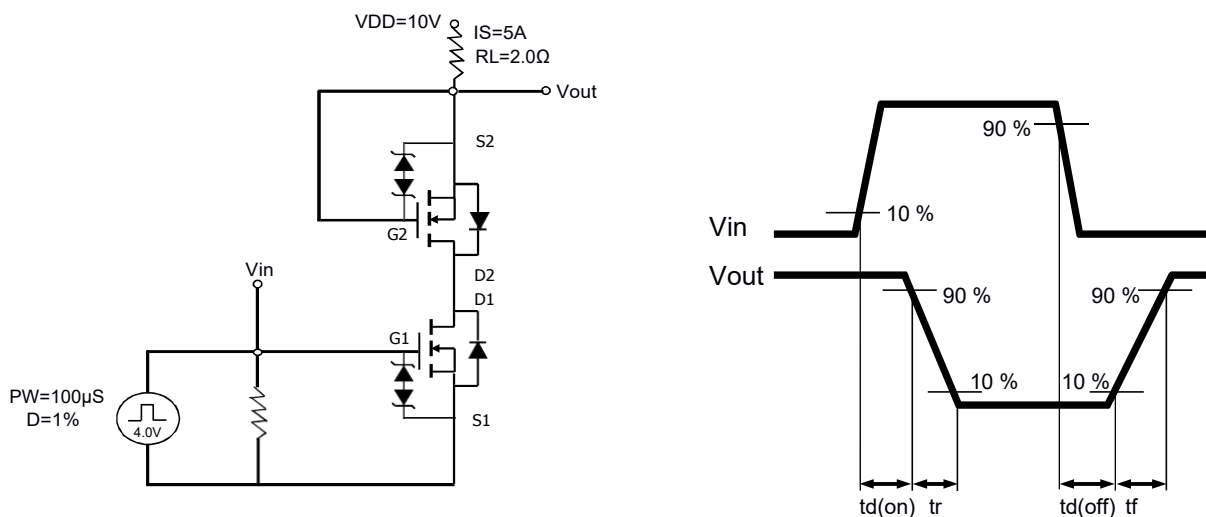 VDD=10V
IS=5A
RL=2.0Ω
Vout
S2
G2
D2
D1
Vin
G1
S1
PW=100μS
D=1%
4.0V
90 %
10 %
Vin
Vout
90 %
90 %
10 %
10 %
td(on) tr td(off) tf